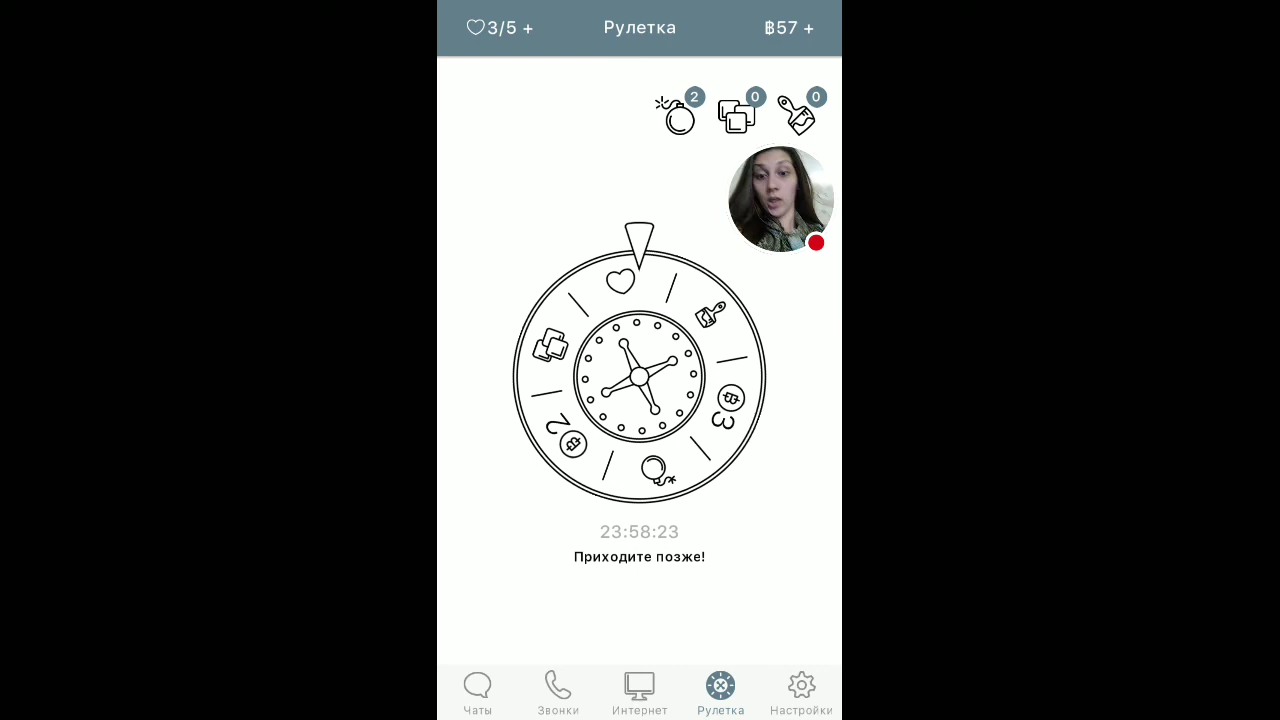 3/5 +
Рулетка
฿57 +
2
0
0
3
2
23:58:23
Приходите позже!
Чаты
Звонки
Интернет
Рулетка
Настройки